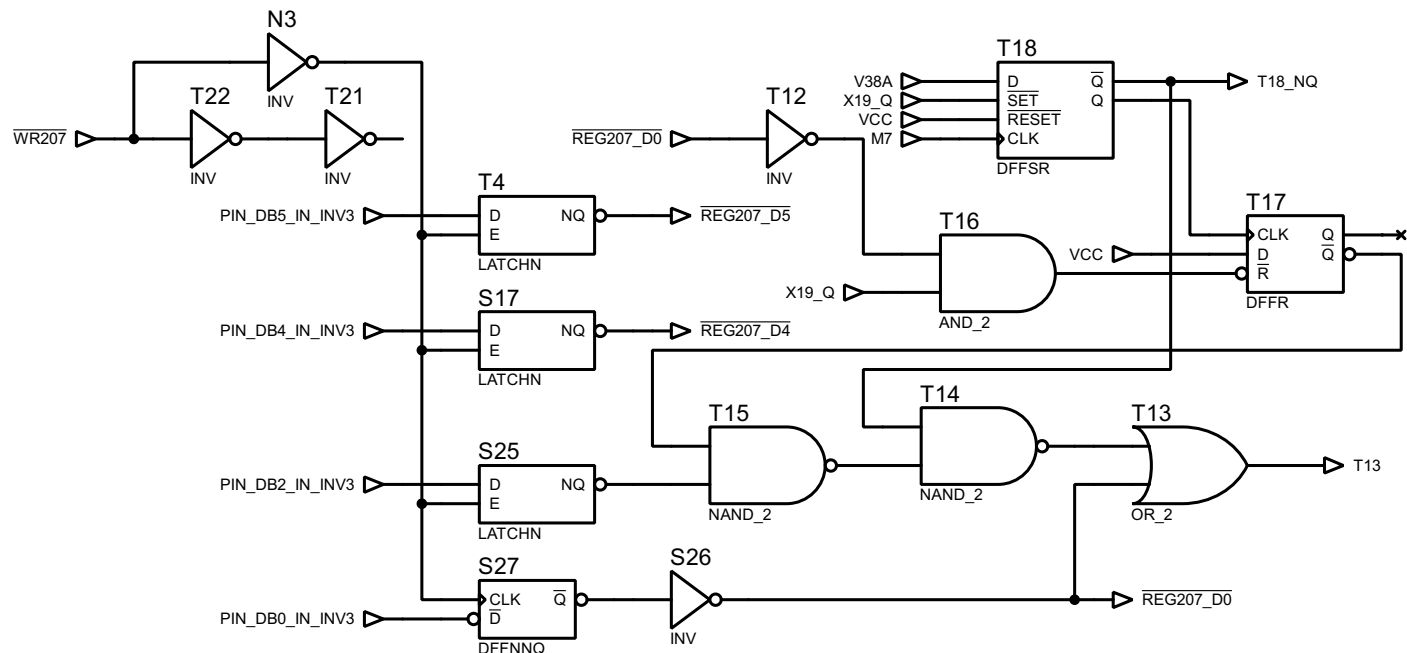 N3
INV
T22
INV
T21
INV
WR207
T4
PIN_DB5_IN_INV3
D
E
NQ
LATCHN
REG207_D5
S17
PIN_DB4_IN_INV3
D
E
NQ
LATCHN
REG207_D4
S25
PIN_DB2_IN_INV3
D
E
NQ
LATCHN
S27
PIN_DB0_IN_INV3
CLK
D
Q
DFFNNQ
S26
INV
REG207_D0
T12
REG207_D0
INV
T18
V38A
X19_Q
VCC
M7
D
SET
RESET
CLK
Q
Q
DFFSR
T18_NQ
T17
VCC
CLK
D
R
Q
Q
DFFR
T16
X19_Q
AND_2
T15
NAND_2
T14
NAND_2
T13
OR_2
T13